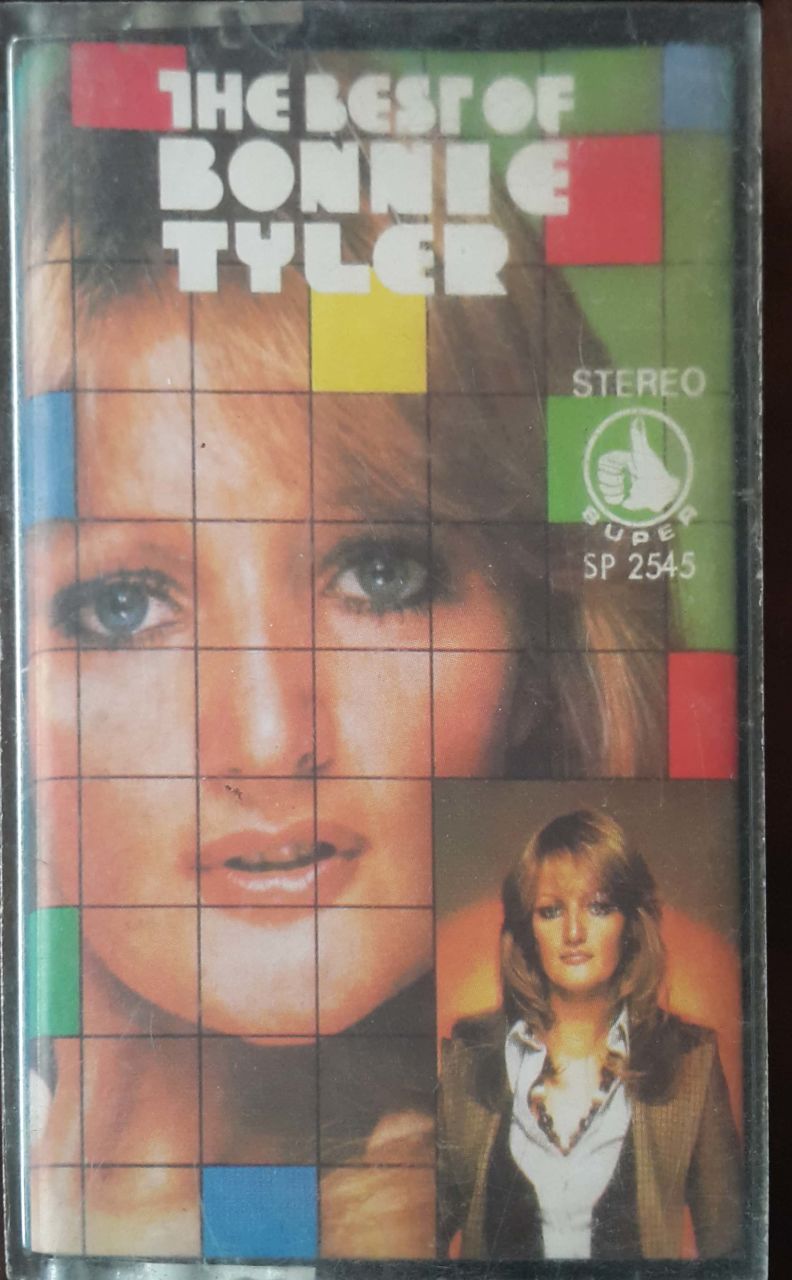 THE BEST OF
BONNIE
TYLER
STEREO
SUPER
SP 2545